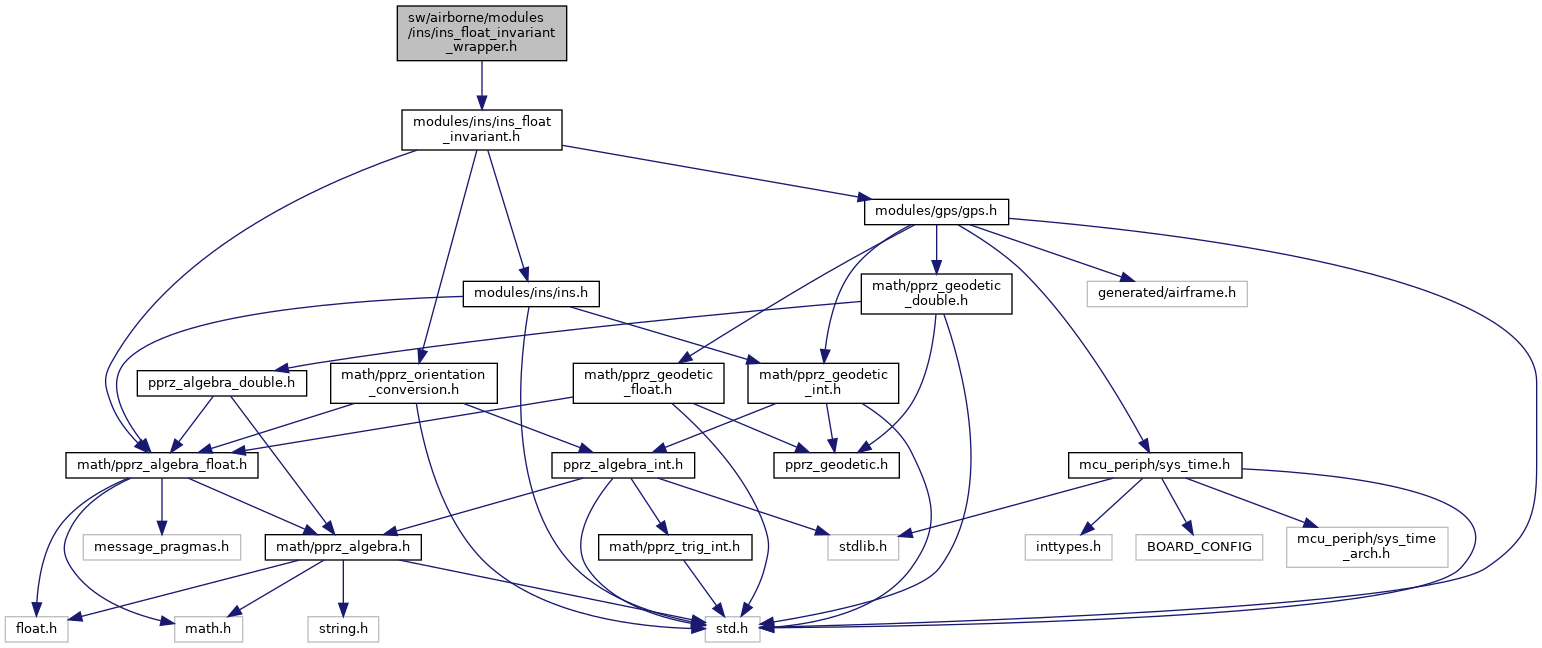 sw/airborne/modules
/ins/ins_float_invariant
_wrapper.h
modules/ins/ins_float
_invariant.h
modules/gps/gps.h
modules/ins/ins.h
math/pprz_geodetic
_double.h
generated/airframe.h
pprz_algebra_double.h
math/pprz_orientation
_conversion.h
math/pprz_geodetic
_float.h
math/pprz_geodetic
_int.h
math/pprz_algebra_float.h
pprz_algebra_int.h
pprz_geodetic.h
mcu_periph/sys_time.h
message_pragmas.h
math/pprz_algebra.h
math/pprz_trig_int.h
stdlib.h
inttypes.h
BOARD_CONFIG
mcu_periph/sys_time
_arch.h
float.h
math.h
string.h
std.h